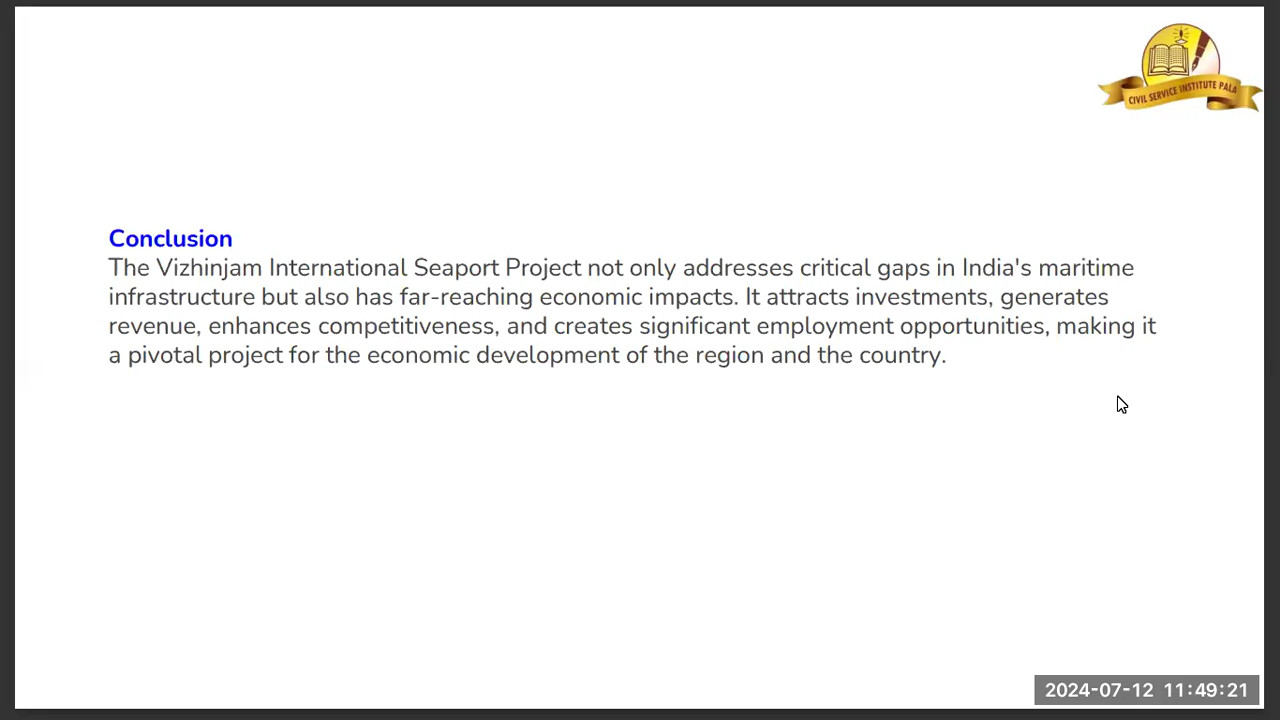 CIVIL SERVICE INSTITUTE PALA
Conclusion
The Vizhinjam International Seaport Project not only addresses critical gaps in India's maritime
infrastructure but also has far-reaching economic impacts. It attracts investments, generates
revenue, enhances competitiveness, and creates significant employment opportunities, making it
a pivotal project for the economic development of the region and the country.
2024-07-12 11:49:21